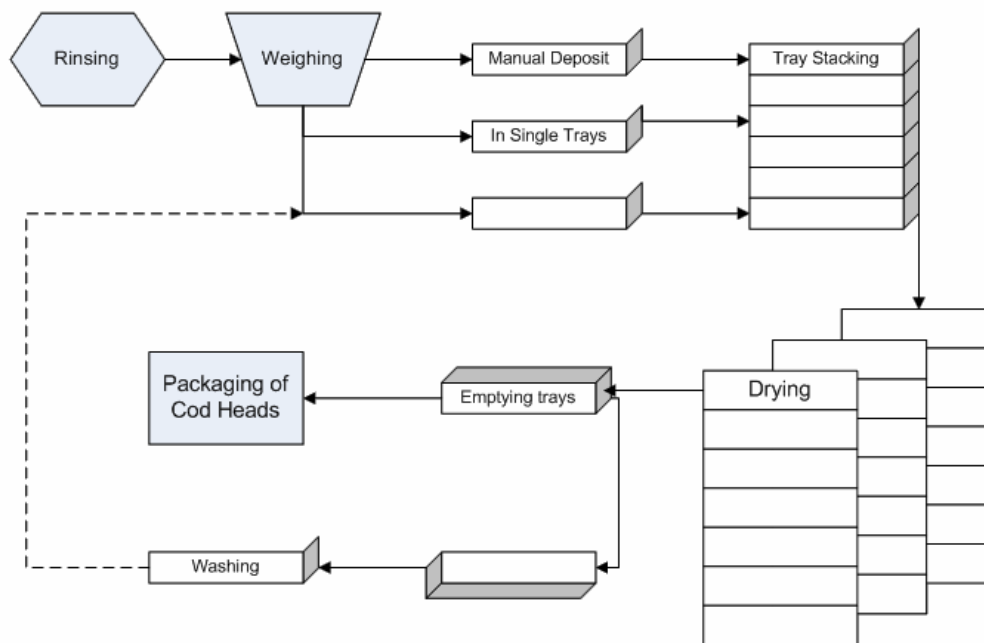 Rinsing
Weighing
Manual Deposit
Tray Stacking
In Single Trays
Packaging of
Cod Heads
Emptying trays
Drying
Washing